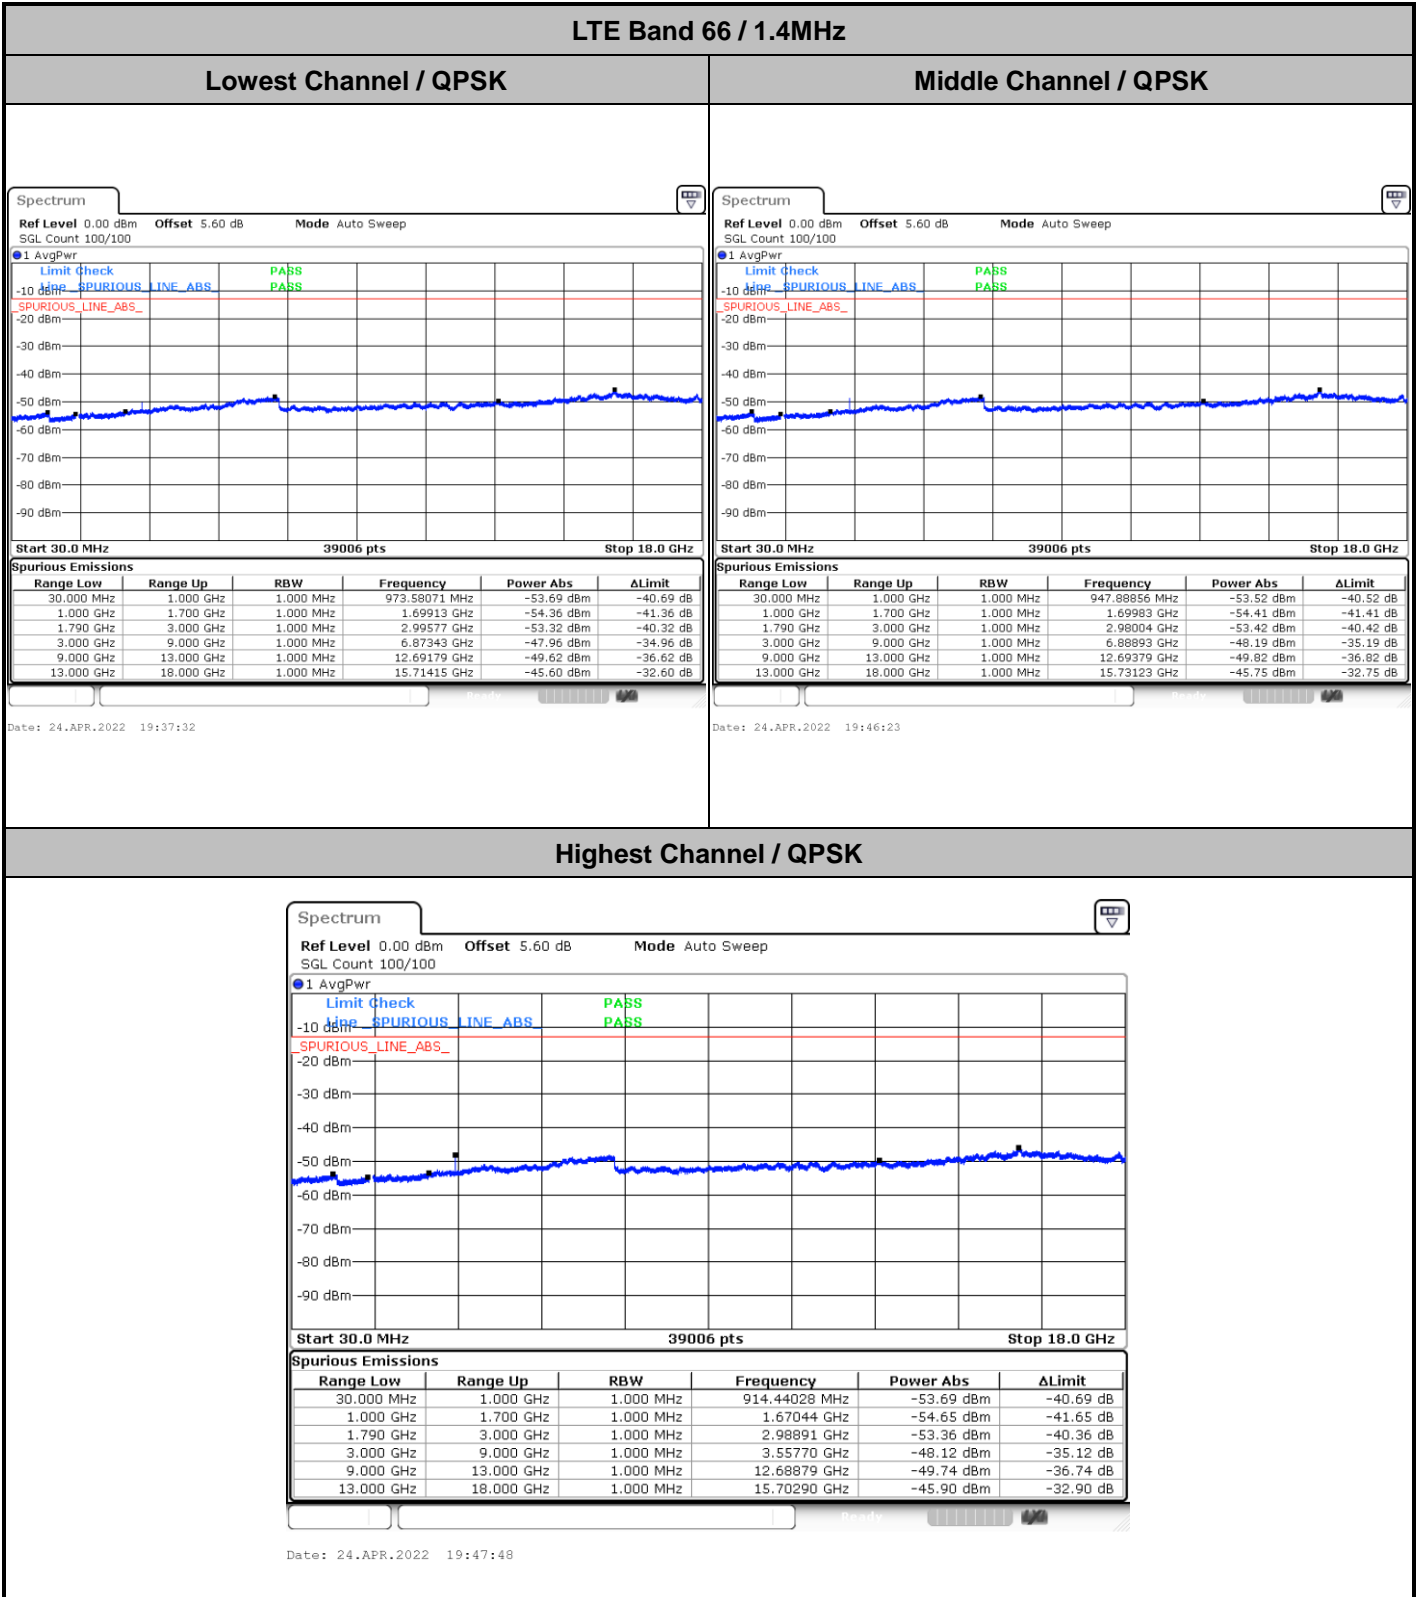 LTE Band 66 / 1.4MHz
Lowest Channel / QPSK
Middle Channel / QPSK
Spectrum
Ref Level 0.00 dBm Offset 5.60 dB Mode Auto Sweep
SGL Count 100/100
1 AvgPwr
Limit Check PASS
Line _SPURIOUS_LINE_ABS_ PASS
-10 dBm
_SPURIOUS_LINE_ABS_
-20 dBm
-30 dBm
-40 dBm
-50 dBm
-60 dBm
-70 dBm
-80 dBm
-90 dBm
Start 30.0 MHz 39006 pts Stop 18.0 GHz
Spurious Emissions
Range Low Range Up RBW Frequency Power Abs ΔLimit
30.000 MHz 1.000 GHz 1.000 MHz 973.58071 MHz -53.69 dBm -40.69 dB
1.000 GHz 1.700 GHz 1.000 MHz 1.69913 GHz -54.36 dBm -41.36 dB
1.790 GHz 3.000 GHz 1.000 MHz 2.99577 GHz -53.32 dBm -40.32 dB
3.000 GHz 9.000 GHz 1.000 MHz 6.87343 GHz -47.96 dBm -34.96 dB
9.000 GHz 13.000 GHz 1.000 MHz 12.69179 GHz -49.62 dBm -36.62 dB
13.000 GHz 18.000 GHz 1.000 MHz 15.71415 GHz -45.60 dBm -32.60 dB
Ready
Date: 24.APR.2022 19:37:32
Spectrum
Ref Level 0.00 dBm Offset 5.60 dB Mode Auto Sweep
SGL Count 100/100
1 AvgPwr
Limit Check PASS
Line _SPURIOUS_LINE_ABS_ PASS
-10 dBm
_SPURIOUS_LINE_ABS_
-20 dBm
-30 dBm
-40 dBm
-50 dBm
-60 dBm
-70 dBm
-80 dBm
-90 dBm
Start 30.0 MHz 39006 pts Stop 18.0 GHz
Spurious Emissions
Range Low Range Up RBW Frequency Power Abs ΔLimit
30.000 MHz 1.000 GHz 1.000 MHz 947.88856 MHz -53.52 dBm -40.52 dB
1.000 GHz 1.700 GHz 1.000 MHz 1.69983 GHz -54.41 dBm -41.41 dB
1.790 GHz 3.000 GHz 1.000 MHz 2.98004 GHz -53.42 dBm -40.42 dB
3.000 GHz 9.000 GHz 1.000 MHz 6.88893 GHz -48.19 dBm -35.19 dB
9.000 GHz 13.000 GHz 1.000 MHz 12.69379 GHz -49.82 dBm -36.82 dB
13.000 GHz 18.000 GHz 1.000 MHz 15.73123 GHz -45.75 dBm -32.75 dB
Ready
Date: 24.APR.2022 19:46:23
Highest Channel / QPSK
Spectrum
Ref Level 0.00 dBm Offset 5.60 dB Mode Auto Sweep
SGL Count 100/100
1 AvgPwr
Limit Check PASS
Line _SPURIOUS_LINE_ABS_ PASS
-10 dBm
_SPURIOUS_LINE_ABS_
-20 dBm
-30 dBm
-40 dBm
-50 dBm
-60 dBm
-70 dBm
-80 dBm
-90 dBm
Start 30.0 MHz 39006 pts Stop 18.0 GHz
Spurious Emissions
Range Low Range Up RBW Frequency Power Abs ΔLimit
30.000 MHz 1.000 GHz 1.000 MHz 914.44028 MHz -53.69 dBm -40.69 dB
1.000 GHz 1.700 GHz 1.000 MHz 1.67044 GHz -54.65 dBm -41.65 dB
1.790 GHz 3.000 GHz 1.000 MHz 2.98891 GHz -53.36 dBm -40.36 dB
3.000 GHz 9.000 GHz 1.000 MHz 3.55770 GHz -48.12 dBm -35.12 dB
9.000 GHz 13.000 GHz 1.000 MHz 12.68879 GHz -49.74 dBm -36.74 dB
13.000 GHz 18.000 GHz 1.000 MHz 15.70290 GHz -45.90 dBm -32.90 dB
Ready
Date: 24.APR.2022 19:47:48